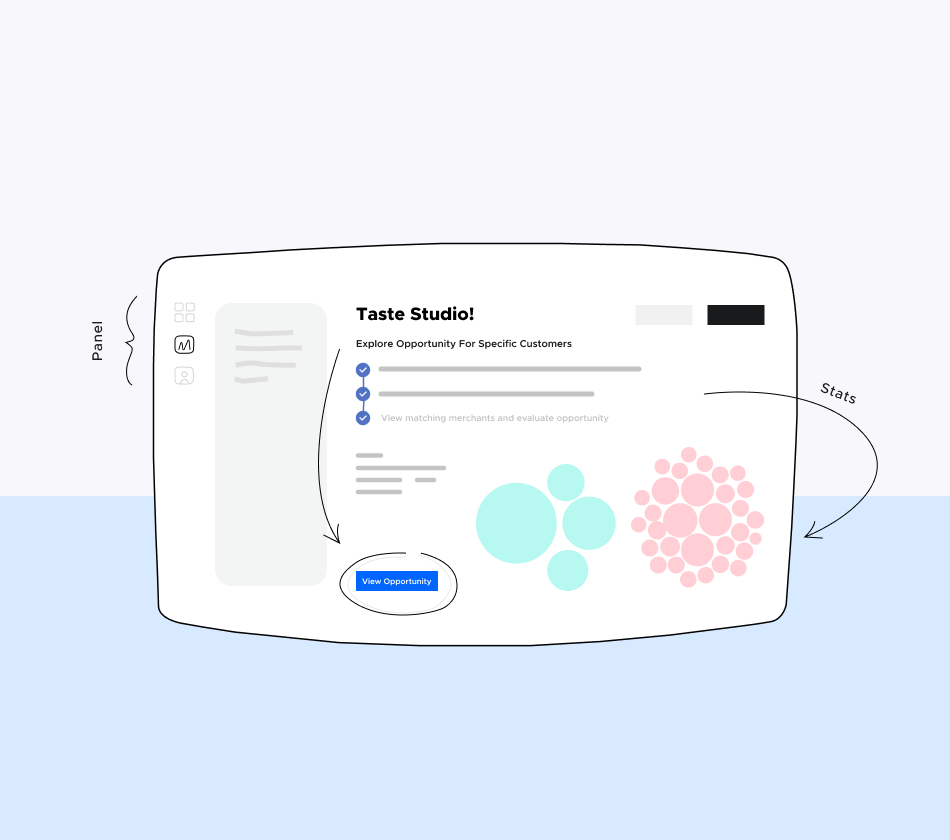 Taste Studio!
Explore Opportunity For Specific Customers
View matching merchants and evaluate opportunity
View Opportunity
Panel
Stats